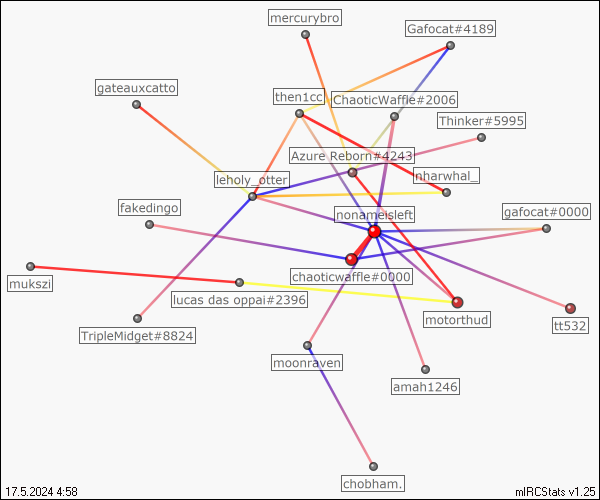 mercurybro
Gafocat#4189
gateauxcatto
then1cc
ChaoticWaffle#2006
Thinker#5995
Azure Reborn#4243
leholy_otter
nharwhal_
fakedingo
nonameisleft
gafocat#0000
chaoticwaffle#0000
mukszi
lucas das oppai#2396
motorthud
tt532
TripleMidget#8824
moonraven
amah1246
chobham.
17.5.2024 4:58
mIRCStats v1.25